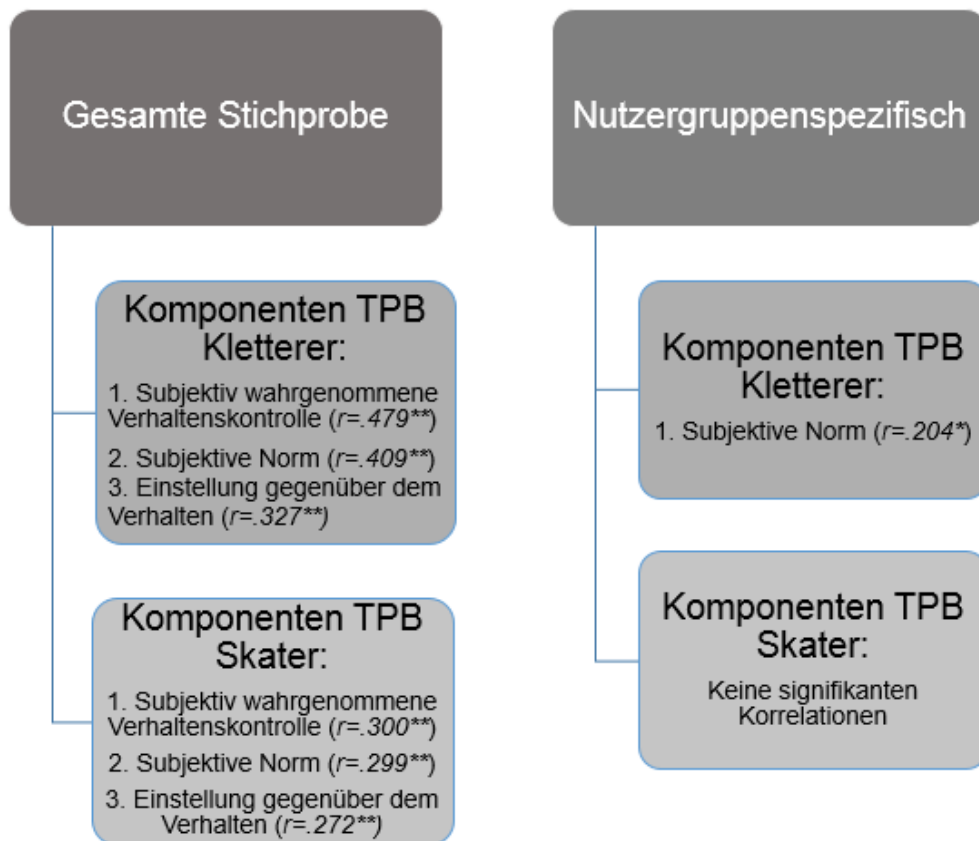 Gesamte Stichprobe
Komponenten TPB
Kletterer:
1. Subjektiv wahrgenommene
Verhaltenskontrolle (r=.479**)
2. Subjektive Norm (r=.409**)
3. Einstellung gegenüber dem
Verhalten (r=.327**)
Komponenten TPB
Skater:
1. Subjektiv wahrgenommene
Verhaltenskontrolle (r=.300**)
2. Subjektive Norm (r=.299**)
3. Einstellung gegenüber dem
Verhalten (r=.272**)
Nutzergruppenspezifisch
Komponenten TPB
Kletterer:
1. Subjektive Norm (r=.204*)
Komponenten TPB
Skater:
Keine signifikanten
Korrelationen